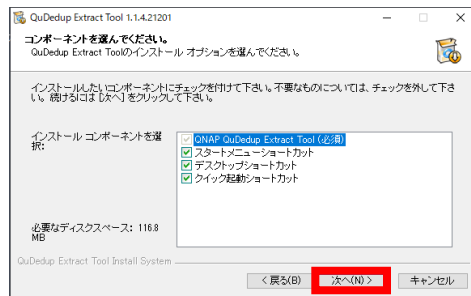 QuDedup Extract Tool 1.1.4.21201
コンポーネントを選んでください。
QuDedup Extract Toolのインストール オプションを選んでください。
インストールしたいコンポーネントにチェックを付けて下さい。不要なものについては、チェックを外して下さ
い。 続けるには [次へ] をクリックして下さい。
インストール コンポーネントを選
択:
QNAP QuDedup Extract Tool (必須)
スタートメニューショートカット
デスクトップショートカット
クイック起動ショートカット
必要なディスクスペース: 116.8
MB
QuDedup Extract Tool Install System
< 戻る(B)
次へ(N) >
キャンセル